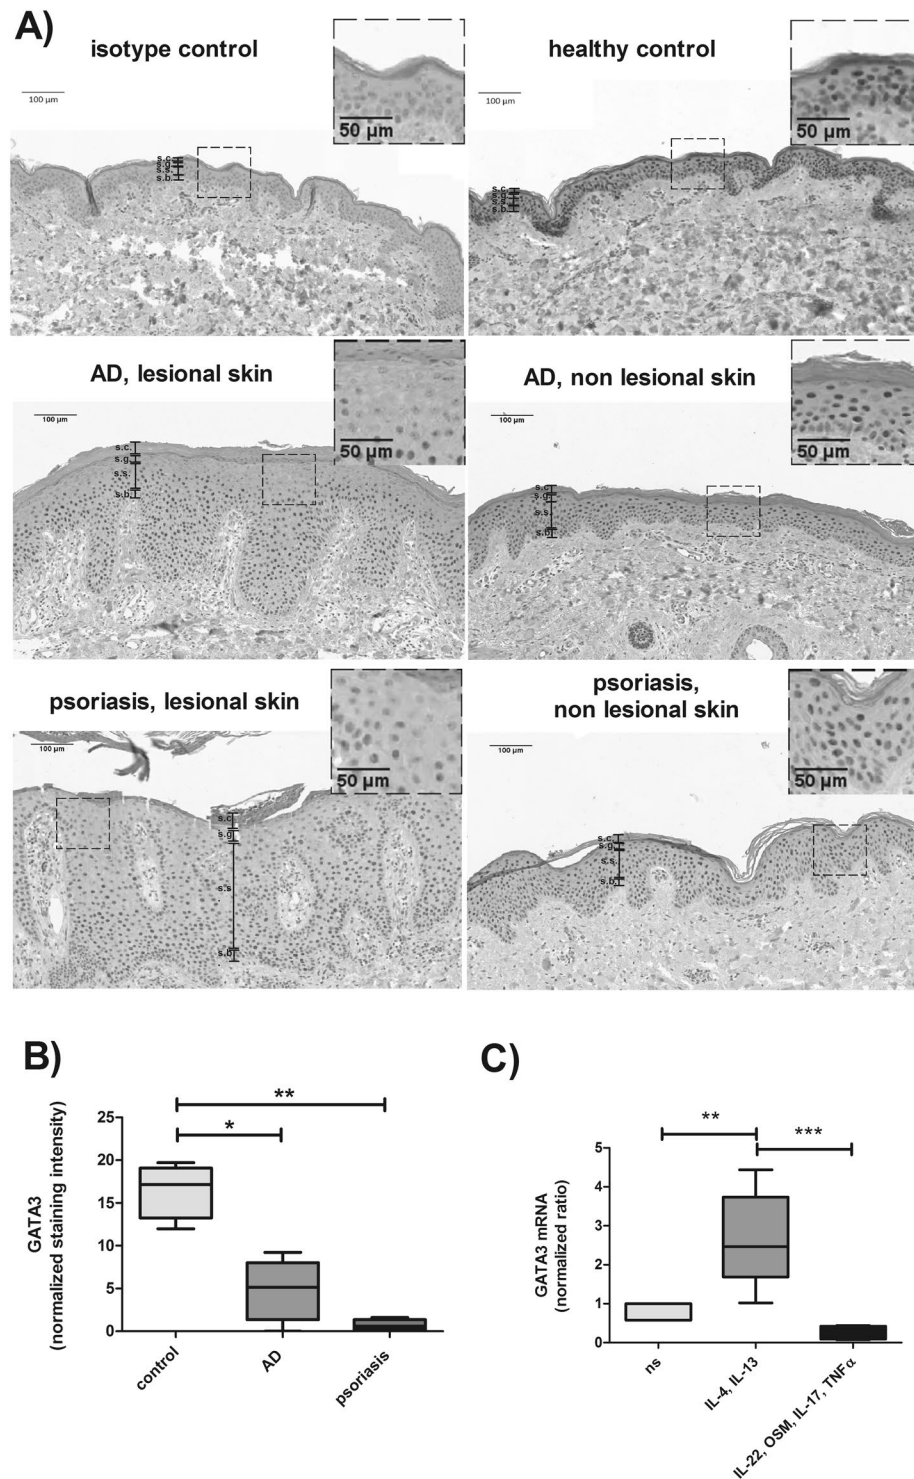 A)
isotype control
100 µm
50 µm
s.c.
s.g.
s.s.
s.b.
healthy control
100 µm
50 µm
s.c.
s.g.
s.s.
s.b.
AD, lesional skin
100 µm
50 µm
s.c.
s.g.
s.s.
s.b.
AD, non lesional skin
100 µm
50 µm
s.c.
s.g.
s.s.
s.b.
psoriasis, lesional skin
100 µm
50 µm
s.c.
s.g.
s.s.
s.b.
psoriasis,
non lesional skin
100 µm
50 µm
s.c.
s.g.
s.s.
s.b.
B)
GATA3
(normalized staining intensity)
25
20
15
10
5
0
**
*
control
AD
psoriasis
C)
GATA3 mRNA
(normalized ratio)
5
4
3
2
1
0
**
***
ns
IL-4, IL-13
IL-22, OSM, IL-17, TNFα